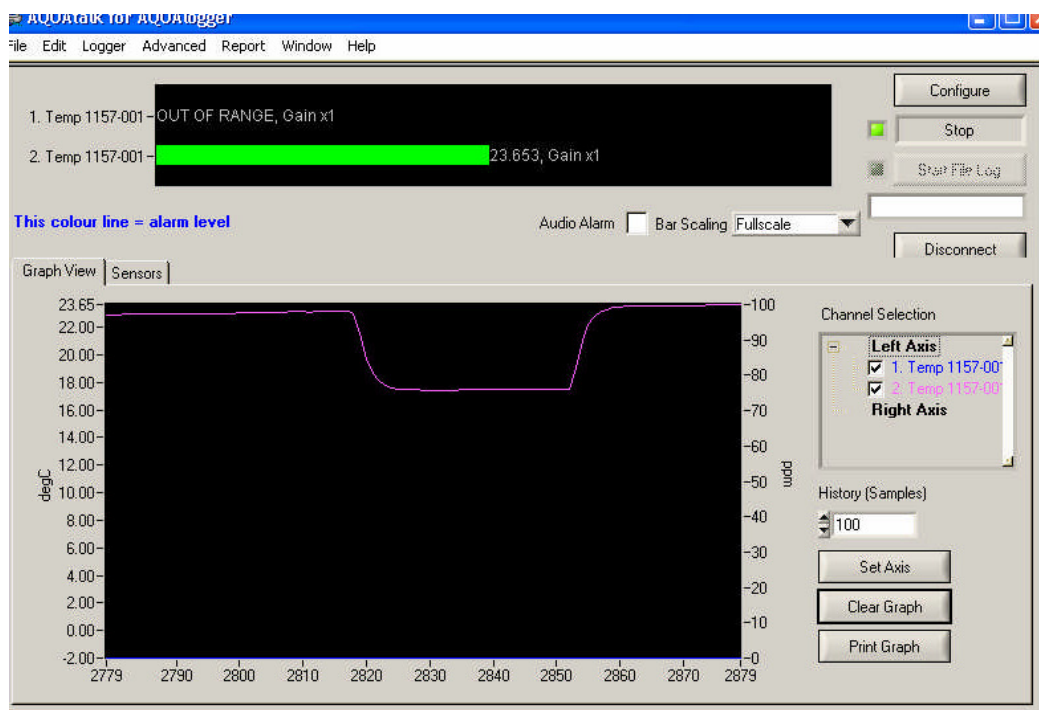 AQUAtalk for AQUAlogger
File Edit Logger Advanced Report Window Help
Configure
1. Temp 1157-001 OUT OF RANGE, Gain x1
Stop
2. Temp 1157-001 23.653, Gain x1
Start File Log
This colour line = alarm level
Audio Alarm Bar Scaling Fullscale
Disconnect
Graph View Sensors
23.65
22.00
20.00
18.00
16.00
14.00
12.00
10.00
8.00
6.00
4.00
2.00
0.00
-2.00
degC
2779 2790 2800 2810 2820 2830 2840 2850 2860 2870 2879
100
90
80
70
60
50
40
30
20
10
0
ppm
Channel Selection
Left Axis
1. Temp 1157-00
2. Temp 1157-00
Right Axis
History (Samples)
100
Set Axis
Clear Graph
Print Graph